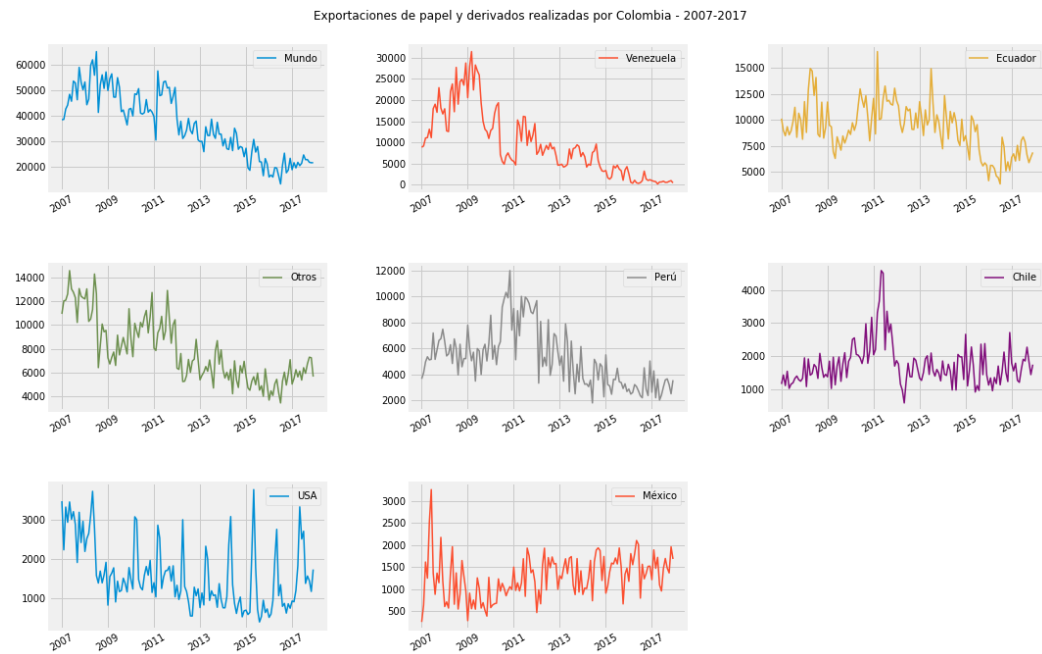 Exportaciones de papel y derivados realizadas por Colombia - 2007-2017
Mundo
60000
50000
40000
30000
20000
2007 2009 2011 2013 2015 2017
Venezuela
30000
25000
20000
15000
10000
5000
0
2007 2009 2011 2013 2015 2017
Ecuador
15000
12500
10000
7500
5000
2007 2009 2011 2013 2015 2017
Otros
14000
12000
10000
8000
6000
4000
2007 2009 2011 2013 2015 2017
Perú
12000
10000
8000
6000
4000
2000
2007 2009 2011 2013 2015 2017
Chile
4000
3000
2000
1000
2007 2009 2011 2013 2015 2017
USA
3000
2000
1000
2007 2009 2011 2013 2015 2017
México
3000
2500
2000
1500
1000
500
2007 2009 2011 2013 2015 2017